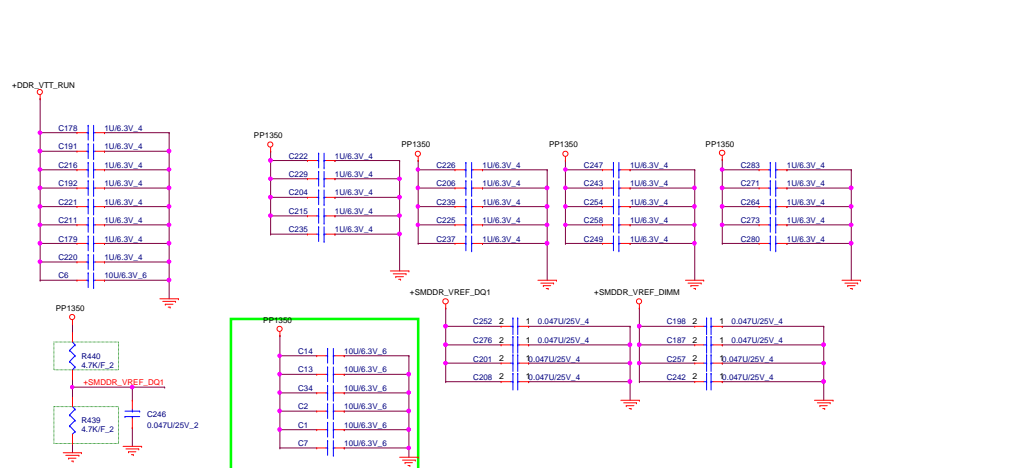 +DDR_VTT_RUN
C178 1U/6.3V_4
C191 1U/6.3V_4
C216 1U/6.3V_4
C192 1U/6.3V_4
C221 1U/6.3V_4
C211 1U/6.3V_4
C179 1U/6.3V_4
C220 1U/6.3V_4
C6 10U/6.3V_6
PP1350
C222 1U/6.3V_4
C229 1U/6.3V_4
C204 1U/6.3V_4
C215 1U/6.3V_4
C235 1U/6.3V_4
PP1350
C226 1U/6.3V_4
C206 1U/6.3V_4
C239 1U/6.3V_4
C225 1U/6.3V_4
C237 1U/6.3V_4
PP1350
C247 1U/6.3V_4
C243 1U/6.3V_4
C254 1U/6.3V_4
C258 1U/6.3V_4
C249 1U/6.3V_4
PP1350
C283 1U/6.3V_4
C271 1U/6.3V_4
C264 1U/6.3V_4
C273 1U/6.3V_4
C280 1U/6.3V_4
PP1350
R440
4.7K/F_2
+SMDDR_VREF_DQ1
R439
4.7K/F_2
C246
0.047U/25V_2
PP1350
C14 10U/6.3V_6
C13 10U/6.3V_6
C34 10U/6.3V_6
C2 10U/6.3V_6
C1 10U/6.3V_6
C7 10U/6.3V_6
+SMDDR_VREF_DQ1
C252 2 1 0.047U/25V_4
C276 2 1 0.047U/25V_4
C201 2 1 0.047U/25V_4
C208 2 1 0.047U/25V_4
+SMDDR_VREF_DIMM
C198 2 1 0.047U/25V_4
C187 2 1 0.047U/25V_4
C257 2 1 0.047U/25V_4
C242 2 1 0.047U/25V_4